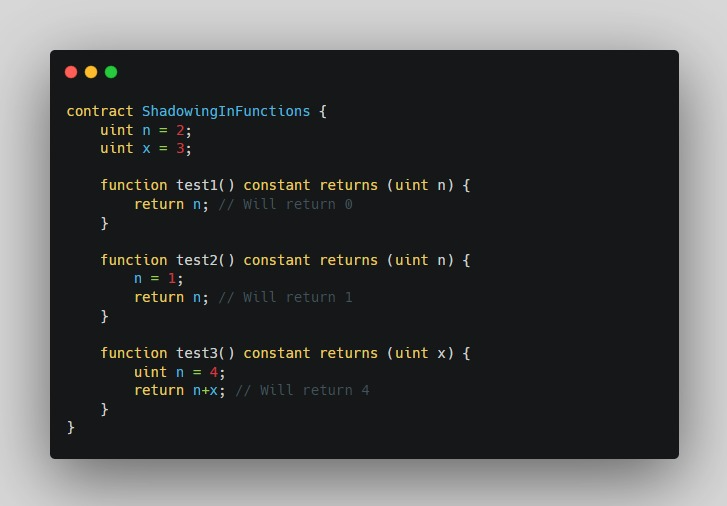 contract ShadowingInFunctions {
    uint n = 2;
    uint x = 3;

    function test1() constant returns (uint n) {
        return n; // Will return 0
    }

    function test2() constant returns (uint n) {
        n = 1;
        return n; // Will return 1
    }

    function test3() constant returns (uint x) {
        uint n = 4;
        return n+x; // Will return 4
    }
}